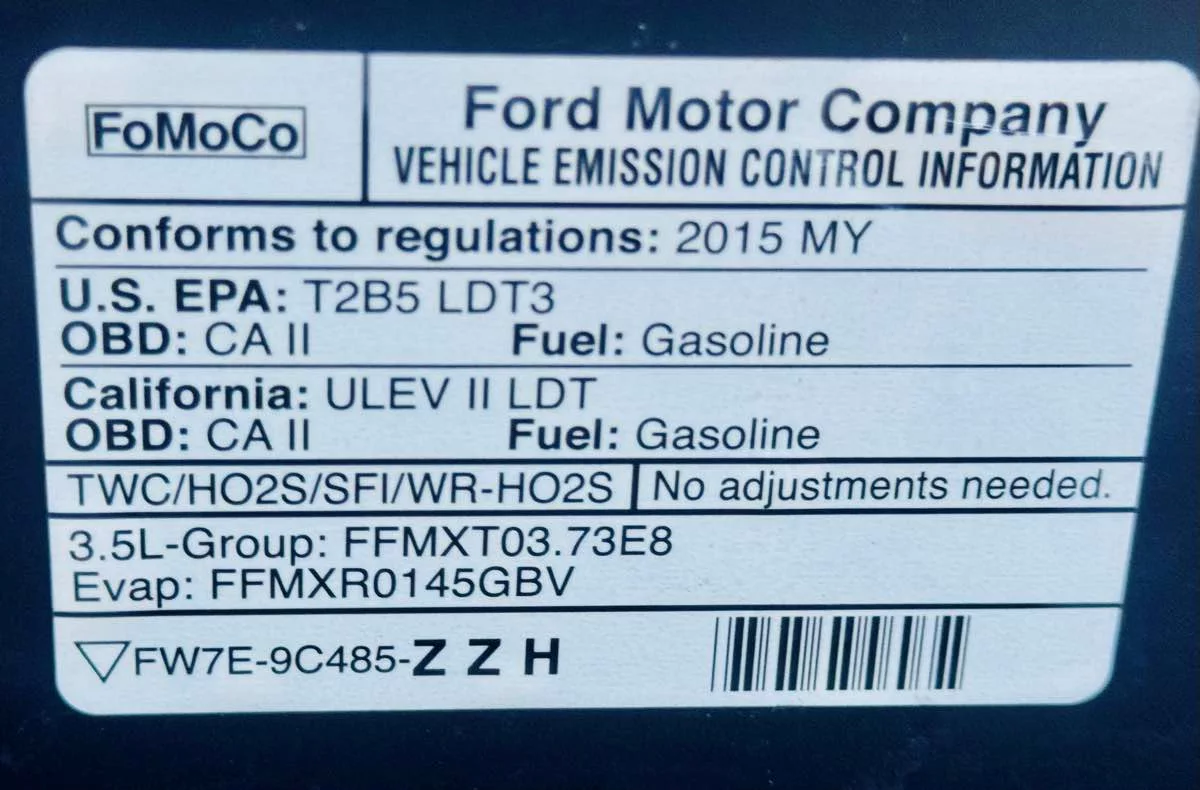 FoMoCo
Ford Motor Company
VEHICLE EMISSION CONTROL INFORMATION
Conforms to regulations: 2015 MY
U.S. EPA: T2B5 LDT3
OBD: CA II Fuel: Gasoline
California: ULEV II LDT
OBD: CA II Fuel: Gasoline
TWC/HO2S/SFI/WR-HO2S No adjustments needed.
3.5L-Group: FFMXT03.73E8
Evap: FFMXR0145GBV
FW7E-9C485-Z Z H